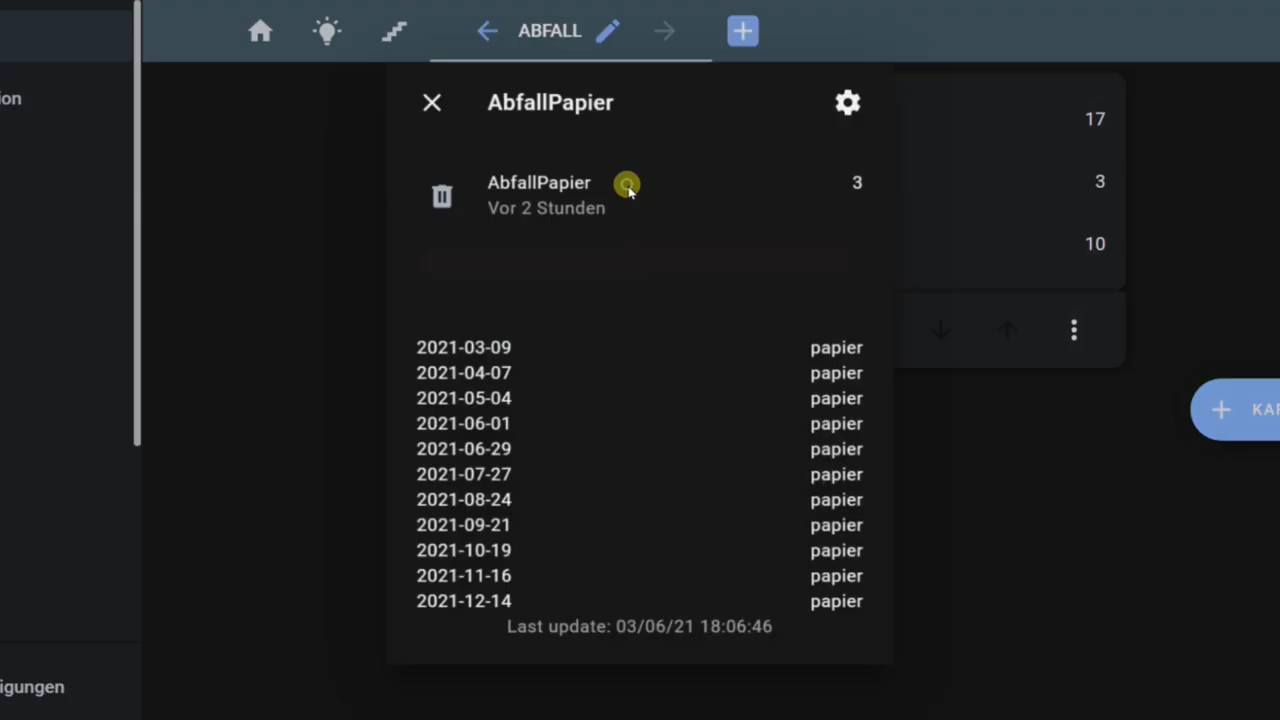 ABFALL
ion
AbfallPapier
17
AbfallPapier 3
Vor 2 Stunden
3
10
2021-03-09 papier
2021-04-07 papier
2021-05-04 papier
2021-06-01 papier
2021-06-29 papier
2021-07-27 papier
2021-08-24 papier
2021-09-21 papier
2021-10-19 papier
2021-11-16 papier
2021-12-14 papier
Last update: 03/06/21 18:06:46
KAR
igungen